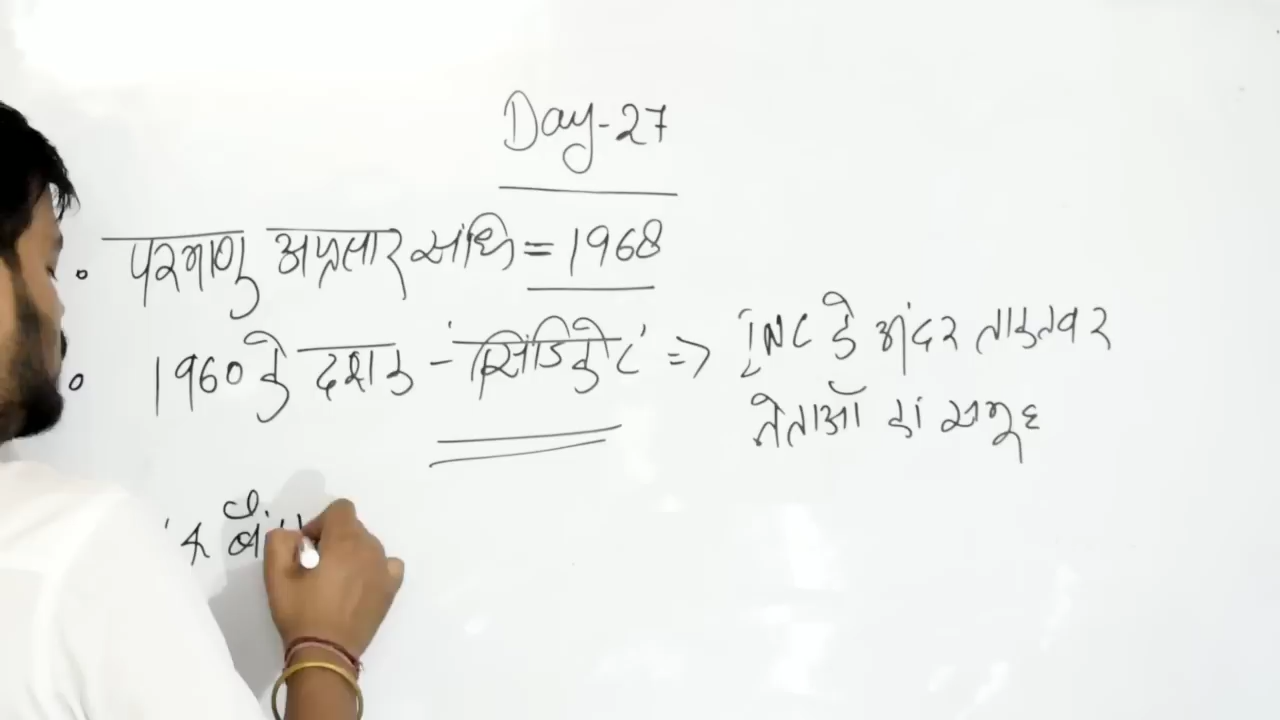 Day-27
• परमाणु अप्रसार संधि = 1968
• 1960 के दशक - 'सिंडिकेट' => INC के अंदर ताकतवर
नेताओं का समूह